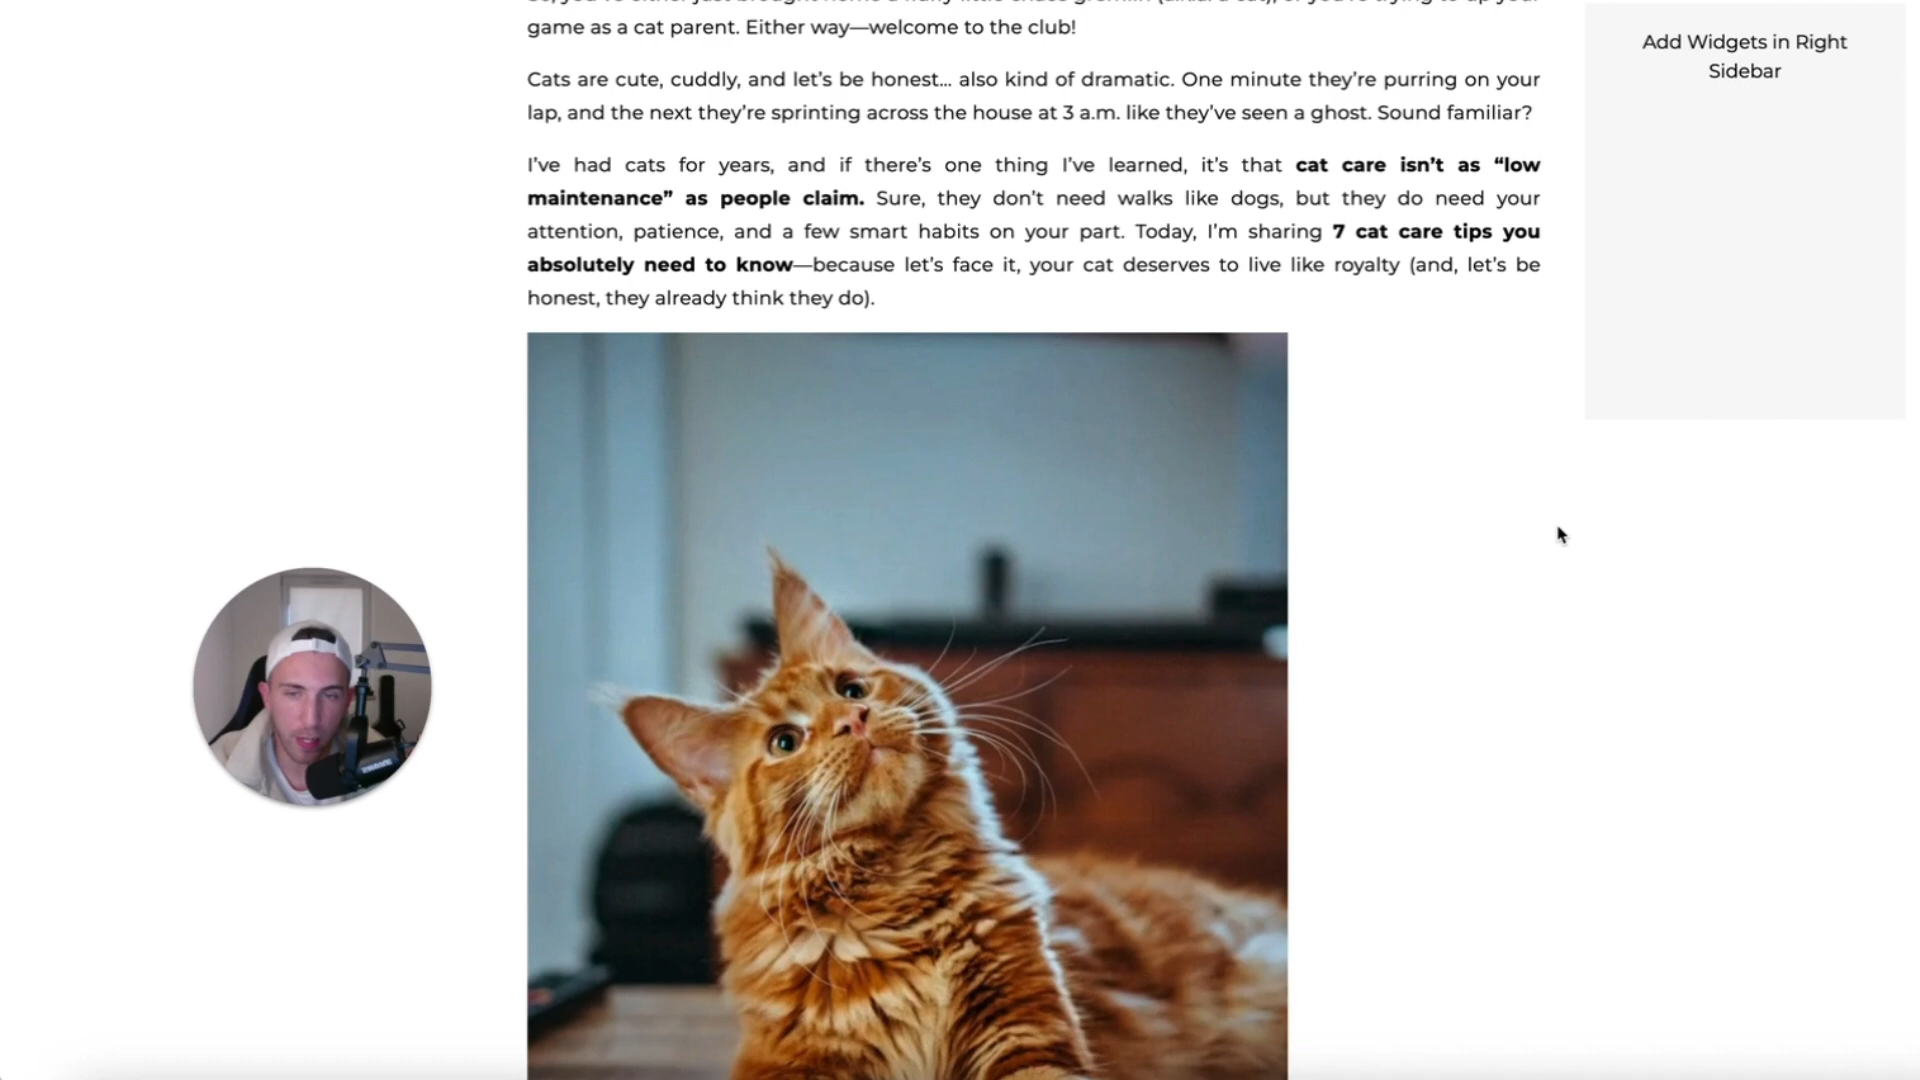 game as a cat parent. Either way—welcome to the club!
Cats are cute, cuddly, and let's be honest... also kind of dramatic. One minute they're purring on your
lap, and the next they're sprinting across the house at 3 a.m. like they've seen a ghost. Sound familiar?
I've had cats for years, and if there's one thing I've learned, it's that cat care isn't as “low
maintenance” as people claim. Sure, they don't need walks like dogs, but they do need your
attention, patience, and a few smart habits on your part. Today, I'm sharing 7 cat care tips you
absolutely need to know—because let's face it, your cat deserves to live like royalty (and, let's be
honest, they already think they do).
Add Widgets in Right
Sidebar